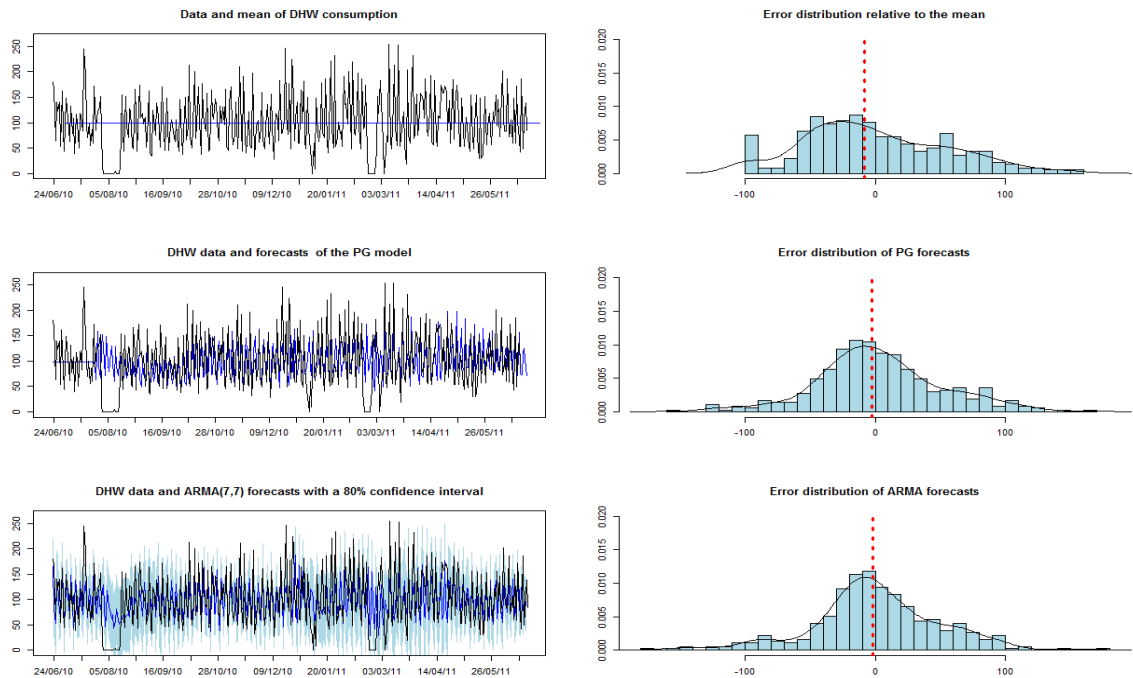 Data and mean of DHW consumption
250
200
150
100
50
0
24/06/10 05/08/10 16/09/10 28/10/10 09/12/10 20/01/11 03/03/11 14/04/11 26/05/11
Error distribution relative to the mean
0.020
0.015
0.010
0.005
0.000
-100 0 100
DHW data and forecasts of the PG model
250
200
150
100
50
0
24/06/10 05/08/10 16/09/10 28/10/10 09/12/10 20/01/11 03/03/11 14/04/11 26/05/11
Error distribution of PG forecasts
0.020
0.015
0.010
0.005
0.000
-100 0 100
DHW data and ARMA(7,7) forecasts with a 80% confidence interval
250
200
150
100
50
0
24/06/10 05/08/10 16/09/10 28/10/10 09/12/10 20/01/11 03/03/11 14/04/11 26/05/11
Error distribution of ARMA forecasts
0.020
0.015
0.010
0.005
0.000
-100 0 100